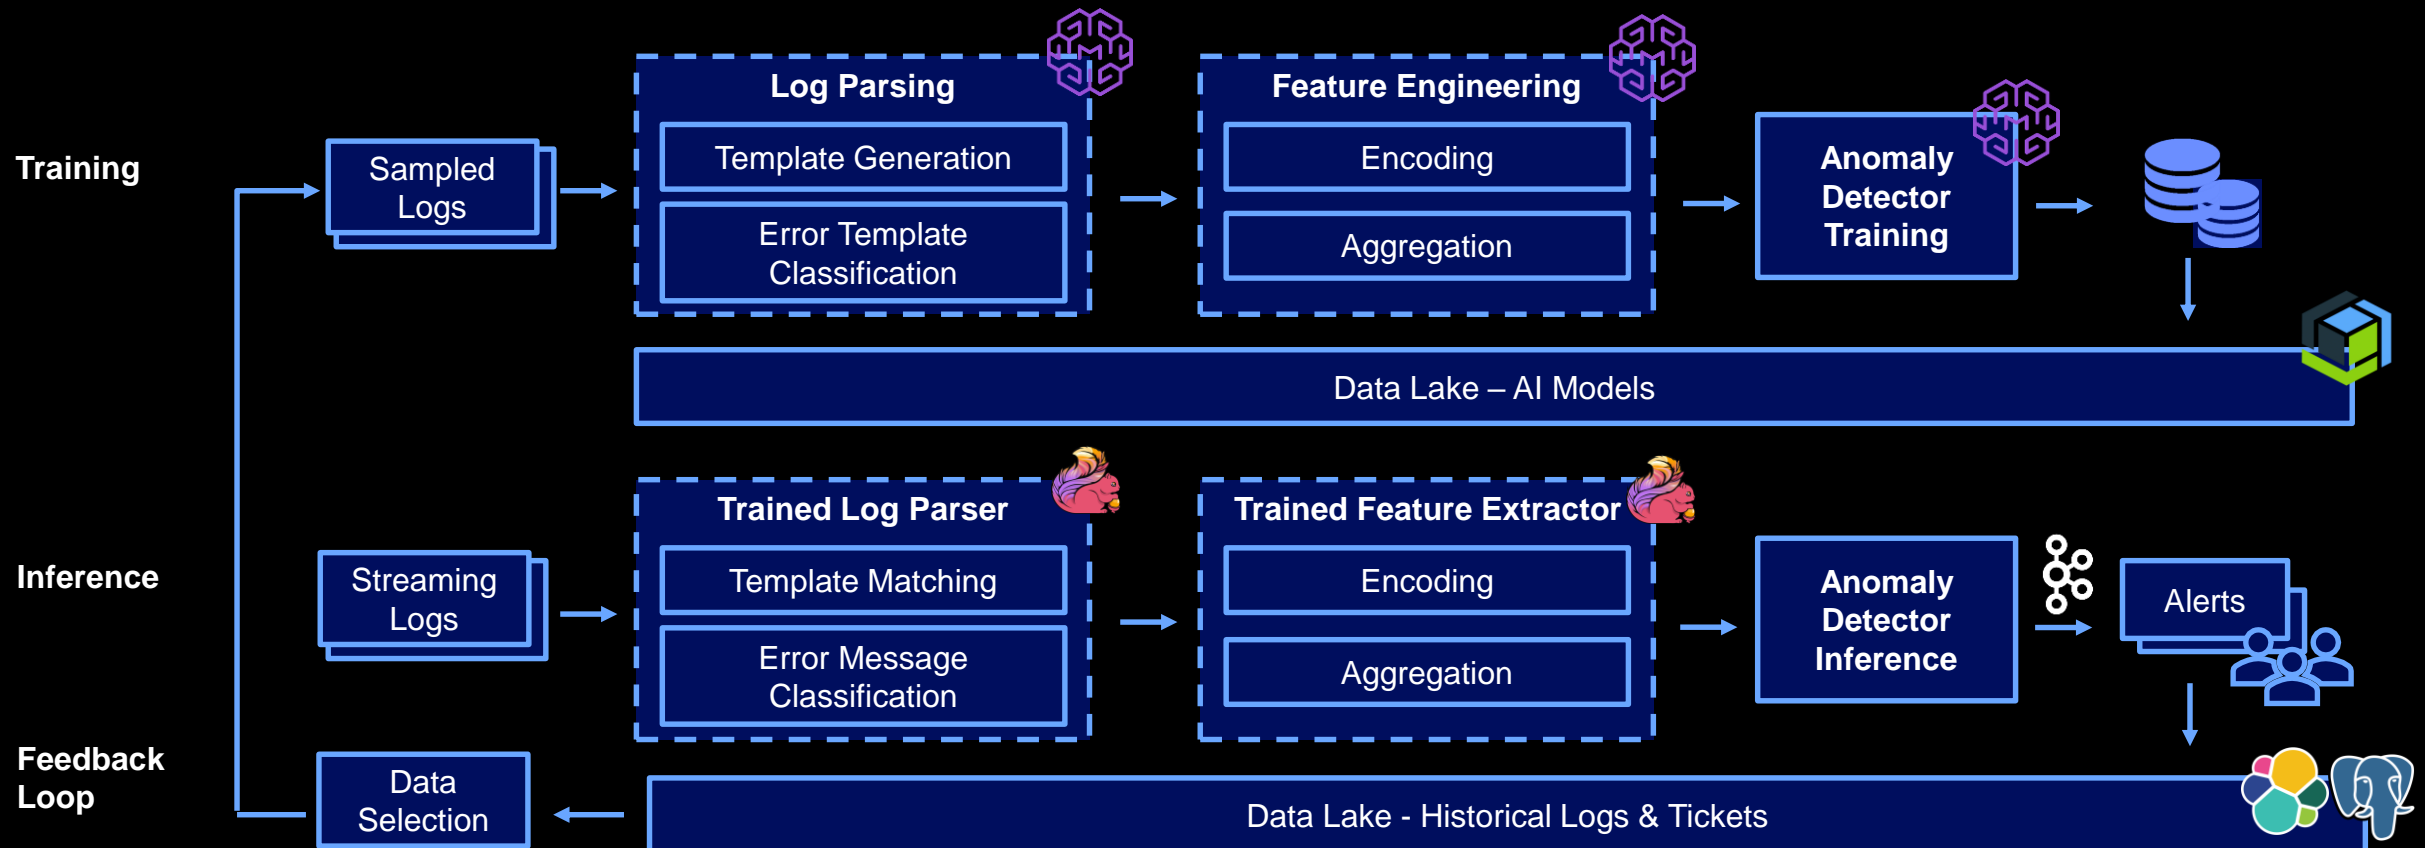 Training
Sampled
Logs
Log Parsing
Template Generation
Error Template
Classification
Feature Engineering
Encoding
Aggregation
Anomaly
Detector
Training
Data Lake – AI Models
Inference
Streaming
Logs
Trained Log Parser
Template Matching
Error Message
Classification
Trained Feature Extractor
Encoding
Aggregation
Anomaly
Detector
Inference
Alerts
Feedback
Loop
Data
Selection
Data Lake - Historical Logs & Tickets